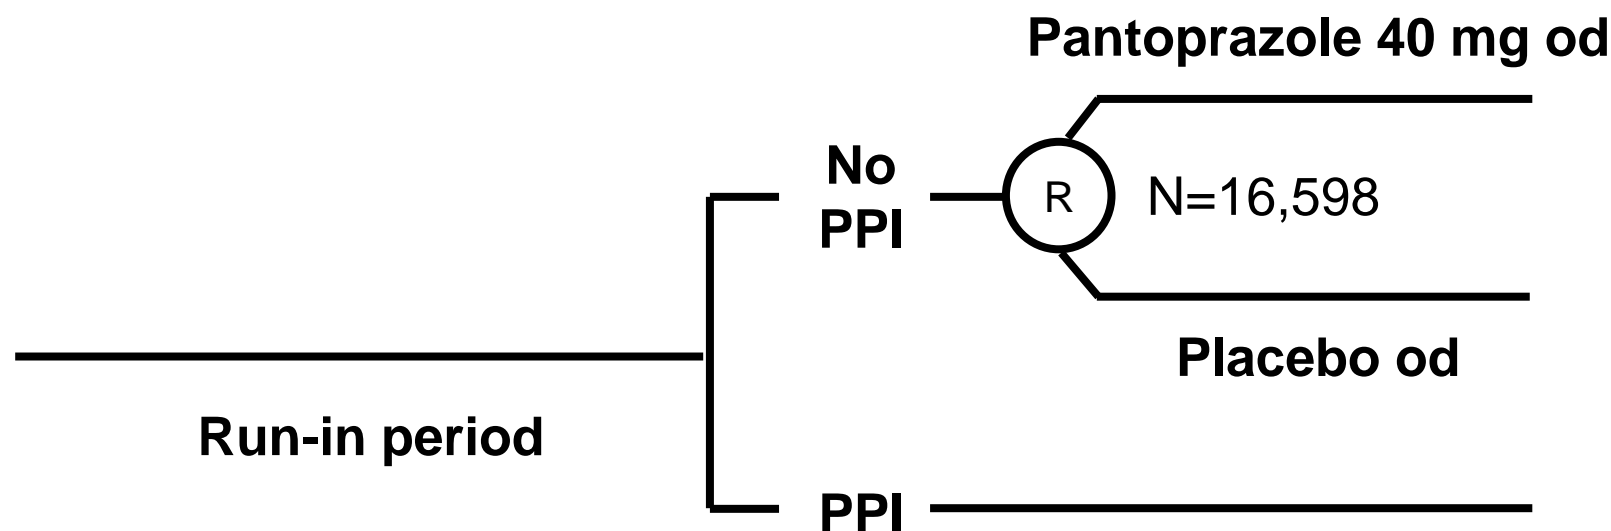 Pantoprazole 40 mg od
No
PPI
R
N=16,598
Placebo od
Run-in period
PPI